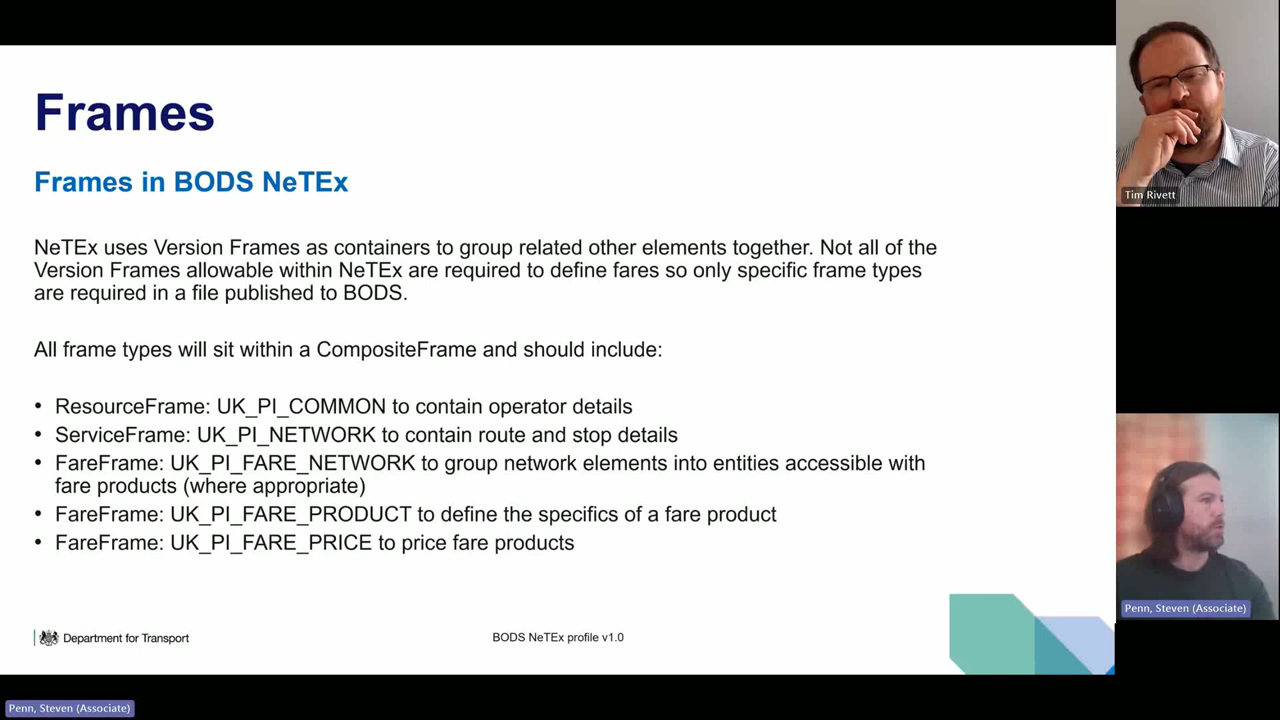 Frames
Frames in BODS NeTEx
NeTEx uses Version Frames as containers to group related other elements together. Not all of the
Version Frames allowable within NeTEx are required to define fares so only specific frame types
are required in a file published to BODS.
All frame types will sit within a CompositeFrame and should include:
• ResourceFrame: UK_PI_COMMON to contain operator details
• ServiceFrame: UK_PI_NETWORK to contain route and stop details
• FareFrame: UK_PI_FARE_NETWORK to group network elements into entities accessible with
fare products (where appropriate)
• FareFrame: UK_PI_FARE_PRODUCT to define the specifics of a fare product
• FareFrame: UK_PI_FARE_PRICE to price fare products
Department for Transport
BODS NeTEx profile v1.0
Tim Rivett
Penn, Steven (Associate)
Penn, Steven (Associate)